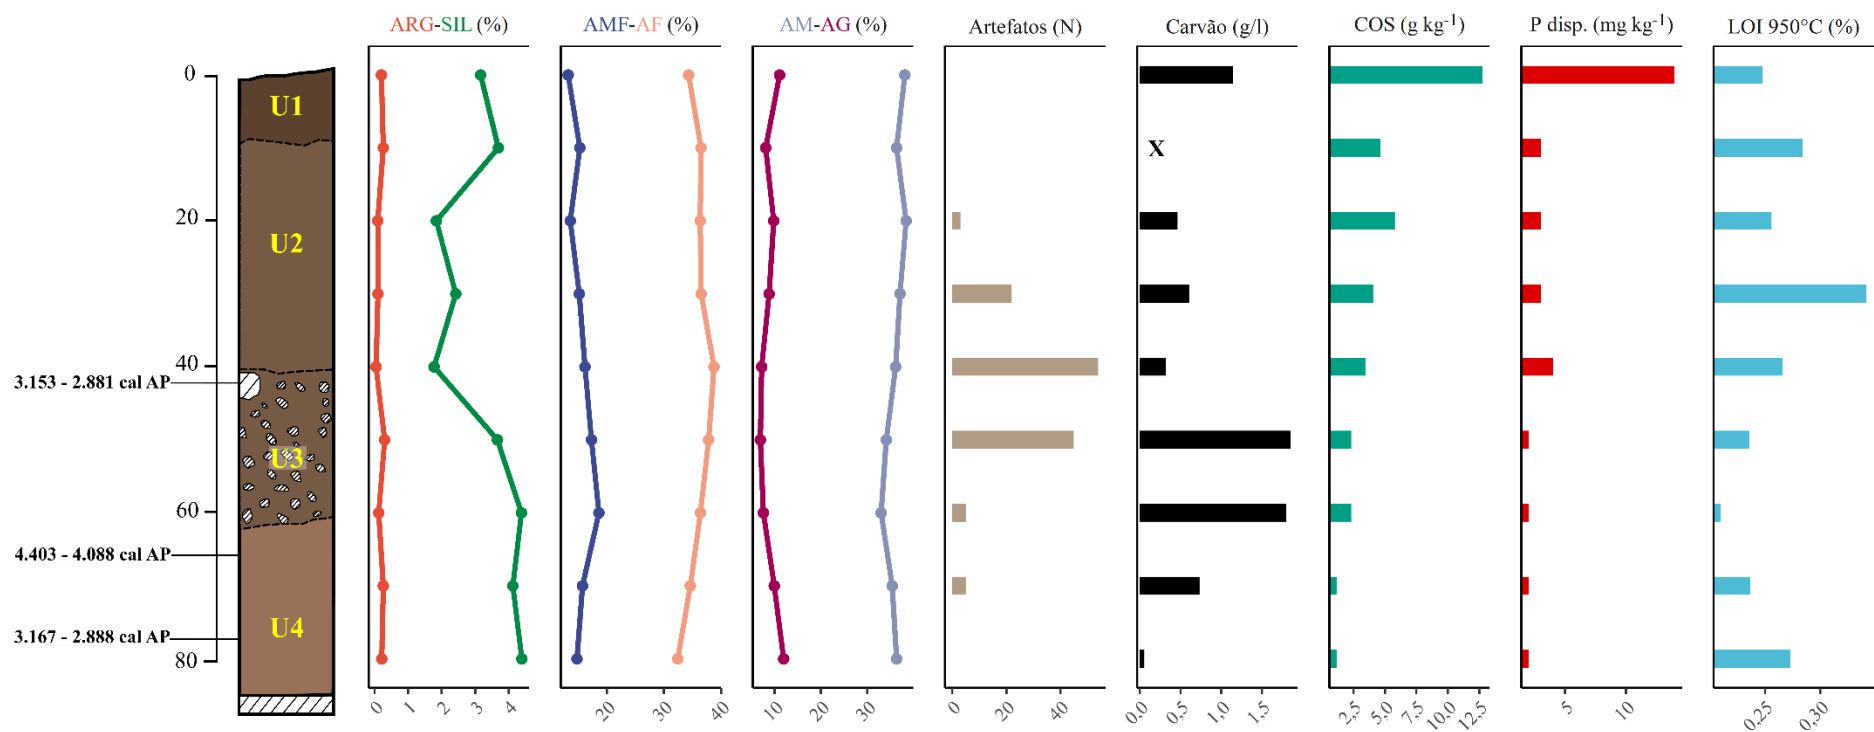 ARG-SIL (%) AMF-AF (%) AM-AG (%) Artefatos (N) Carvão (g/l) COS (g kg-1) P disp. (mg kg-1) LOI 950°C (%)
0
U1
X
20
U2
40
3.153 - 2.881 cal AP
U3
60
4.403 - 4.088 cal AP
U4
3.167 - 2.888 cal AP
80
0 1 2 3 4 20 30 40 10 20 30 0 20 40 0,0 0,5 1,0 1,5 2,5 5,0 7,5 10,0 12,5 5 10 0,25 0,30